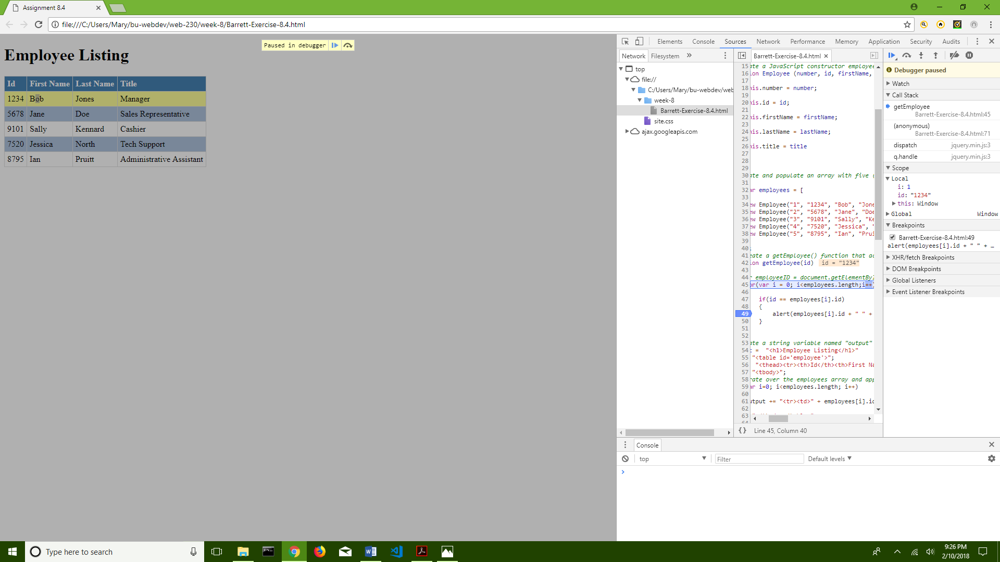 Assignment 8.4
file:///C:/Users/Mary/bu-webdev/web-230/week-8/Barrett-Exercise-8.4.html
Paused in debugger
Employee Listing
Id First Name Last Name Title
1234 Bob Jones Manager
5678 Jane Doe Sales Representative
9101 Sally Kennard Cashier
7520 Jessica North Tech Support
8795 Ian Pruitt Administrative Assistant
Elements Console Sources Network Performance Memory Application Security Audits
Network Filesystem »
top
file://
C:/Users/Mary/bu-webdev/web
week-8
Barrett-Exercise-8.4.html
site.css
ajax.googleapis.com
Barrett-Exercise-8.4.html
15 ate a JavaScript constructor employee
16 ion Employee (number, id, firstName,
17
18 his.number = number;
19
20 his.id = id;
21
22 his.firstName = firstName;
23
24 his.lastName = lastName;
25
26 his.title = title
27
28
29
30 ate and populate an array with five (
31
32 ar employees = [
33
34 ew Employee("1", "1234", "Bob", "Jone
35 ew Employee("2", "5678", "Jane", "Doe
36 ew Employee("3", "9101", "Sally", "Ke
37 ew Employee("4", "7520", "Jessica", "
38 ew Employee("5", "8795", "Ian", "Prui
39
40 ;
41 eate a getEmployee() function that ac
42 ion getEmployee(id) id = "1234"
43
44 r employeeID = document.getElementByI
45 or(var i = 0; i<employees.length;i++)
46
47 if(id == employees[i].id)
48 {
49 alert(employees[i].id + " " +
50 }
51
52
53 ate a string variable named "output"
54 t = "<h1>Employee Listing</h1>"
55 "<table id='employee'>";
56 "<thead><tr><th>Id</th><th>First Na
57 "<tbody>";
58 rate over the employees array and app
59 ar i=0; i<employees.length; i++)
60
61 utput += "<tr><td>" + employees[i].id
62
63
64
{} Line 45, Column 40
Debugger paused
Watch
Call Stack
getEmployee
Barrett-Exercise-8.4.html:45
(anonymous)
Barrett-Exercise-8.4.html:71
dispatch jquery.min.js:3
q.handle jquery.min.js:3
Scope
Local
i: 1
id: "1234"
this: Window
Global Window
Breakpoints
Barrett-Exercise-8.4.html:49
alert(employees[i].id + " " + …
XHR/fetch Breakpoints
DOM Breakpoints
Global Listeners
Event Listener Breakpoints
Console
top Filter Default levels
Type here to search
9:26 PM
2/10/2018